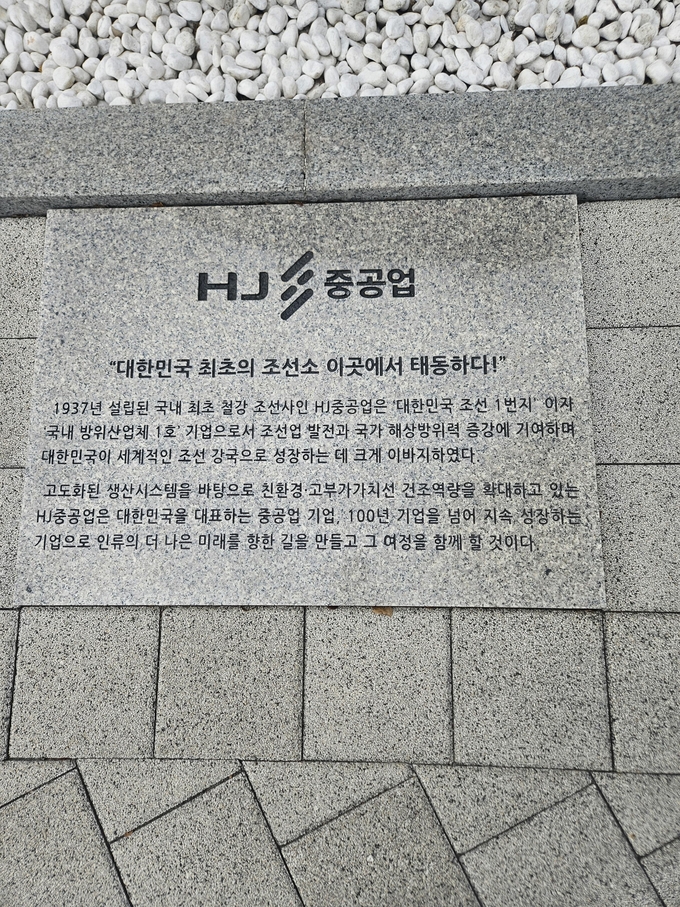 HJ 중공업
“대한민국 최초의 조선소 이곳에서 태동하다!”
1937년 설립된 국내 최초 철강 조선사인 HJ중공업은 ‘대한민국 조선 1번지’ 이자
‘국내 방위산업체 1호’ 기업으로서 조선업 발전과 국가 해상방위력 증강에 기여하며
대한민국이 세계적인 조선 강국으로 성장하는 데 크게 이바지하였다.
고도화된 생산시스템을 바탕으로 친환경·고부가가치선 건조역량을 확대하고 있는
HJ중공업은 대한민국을 대표하는 중공업 기업, 100년 기업을 넘어 지속 성장하는
기업으로 인류의 더 나은 미래를 향한 길을 만들고 그 여정을 함께 할 것이다.